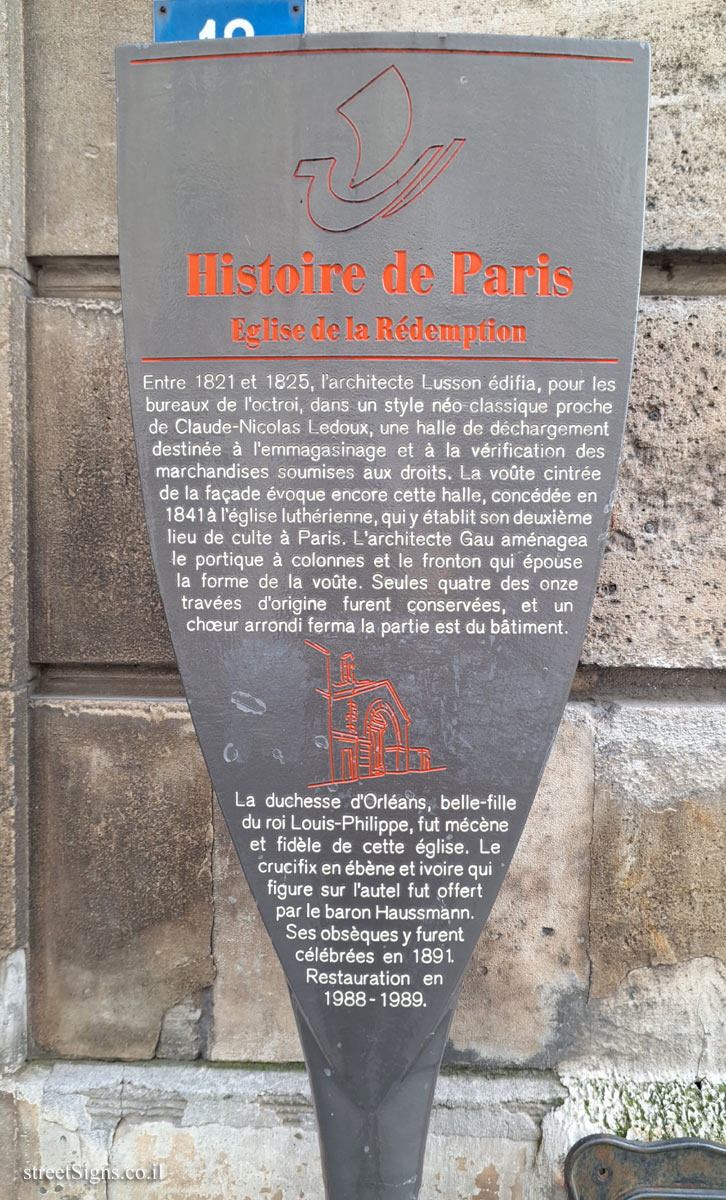 Histoire de Paris
Eglise de la Rédemption
Entre 1821 et 1825, l'architecte Lusson édifia, pour les
bureaux de l'octroi, dans un style néo-classique proche
de Claude-Nicolas Ledoux, une halle de déchargement
destinée à l'emmagasinage et à la vérification des
marchandises soumises aux droits. La voûte cintrée
de la façade évoque encore cette halle, concédée en
1841 à l'église luthérienne, qui y établit son deuxième
lieu de culte à Paris. L'architecte Gau aménagea
le portique à colonnes et le fronton qui épouse
la forme de la voûte. Seules quatre des onze
travées d'origine furent conservées, et un
chœur arrondi ferma la partie est du bâtiment.
La duchesse d'Orléans, belle-fille
du roi Louis-Philippe, fut mécène
et fidèle de cette église. Le
crucifix en ébène et ivoire qui
figure sur l'autel fut offert
par le baron Haussmann.
Ses obsèques y furent
célébrées en 1891.
Restauration en
1988-1989.
streetSigns.co.il